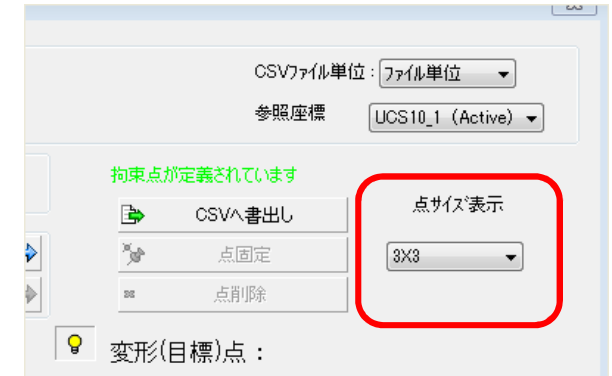 CSVファイル単位：ファイル単位
参照座標 UCS10_1 (Active)
拘束点が定義されています
点サイズ表示
CSVへ書出し
点固定
3X3
点削除
変形(目標)点：